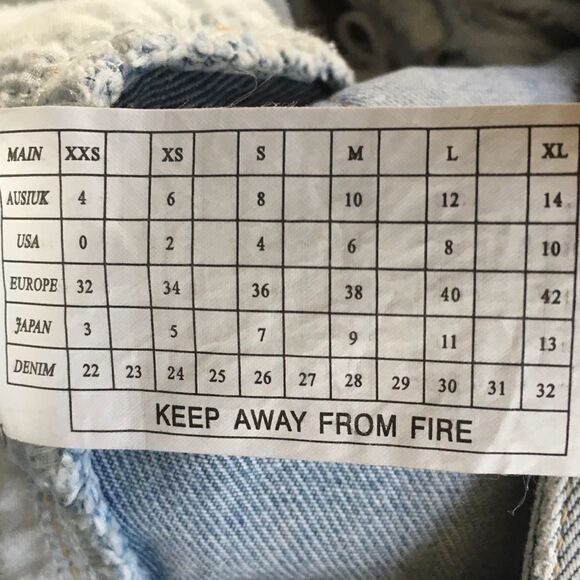 MAIN XXS XS S M L XL
AUSIUK 4 6 8 10 12 14
USA 0 2 4 6 8 10
EUROPE 32 34 36 38 40 42
JAPAN 3 5 7 9 11 13
DENIM 22 23 24 25 26 27 28 29 30 31 32
KEEP AWAY FROM FIRE